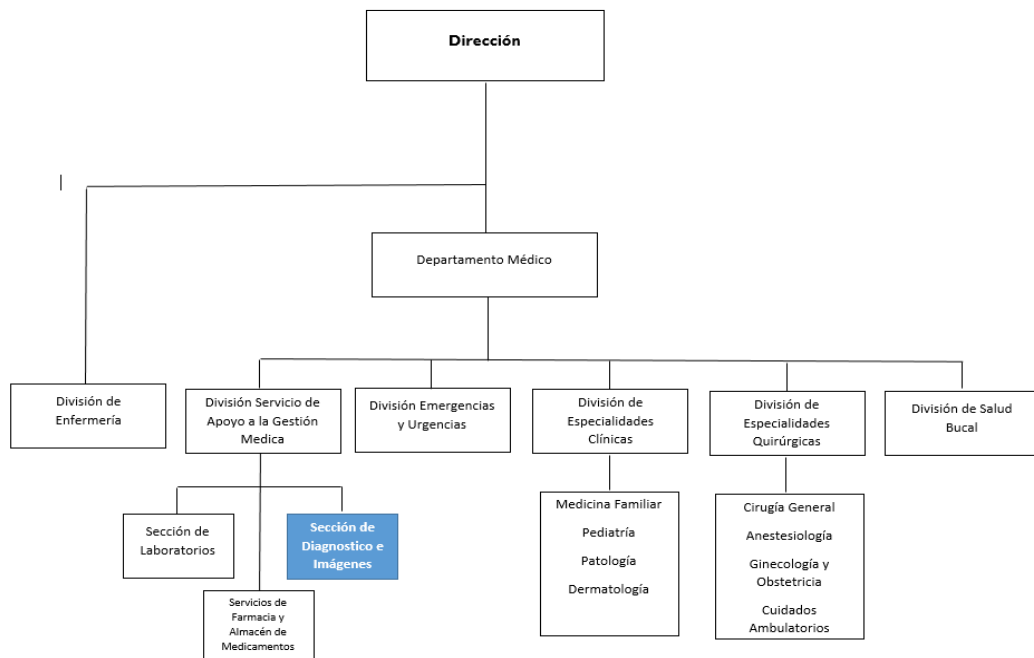 Dirección
Departamento Médico
División de
Enfermería
División Servicio de
Apoyo a la Gestión
Medica
División Emergencias
y Urgencias
División de
Especialidades
Clínicas
División de
Especialidades
Quirúrgicas
División de Salud
Bucal
Sección de
Laboratorios
Sección de
Diagnostico e
Imágenes
Servicios de
Farmacia y
Almacén de
Medicamentos
Medicina Familiar
Pediatría
Patología
Dermatología
Cirugía General
Anestesiología
Ginecología y
Obstetricia
Cuidados
Ambulatorios